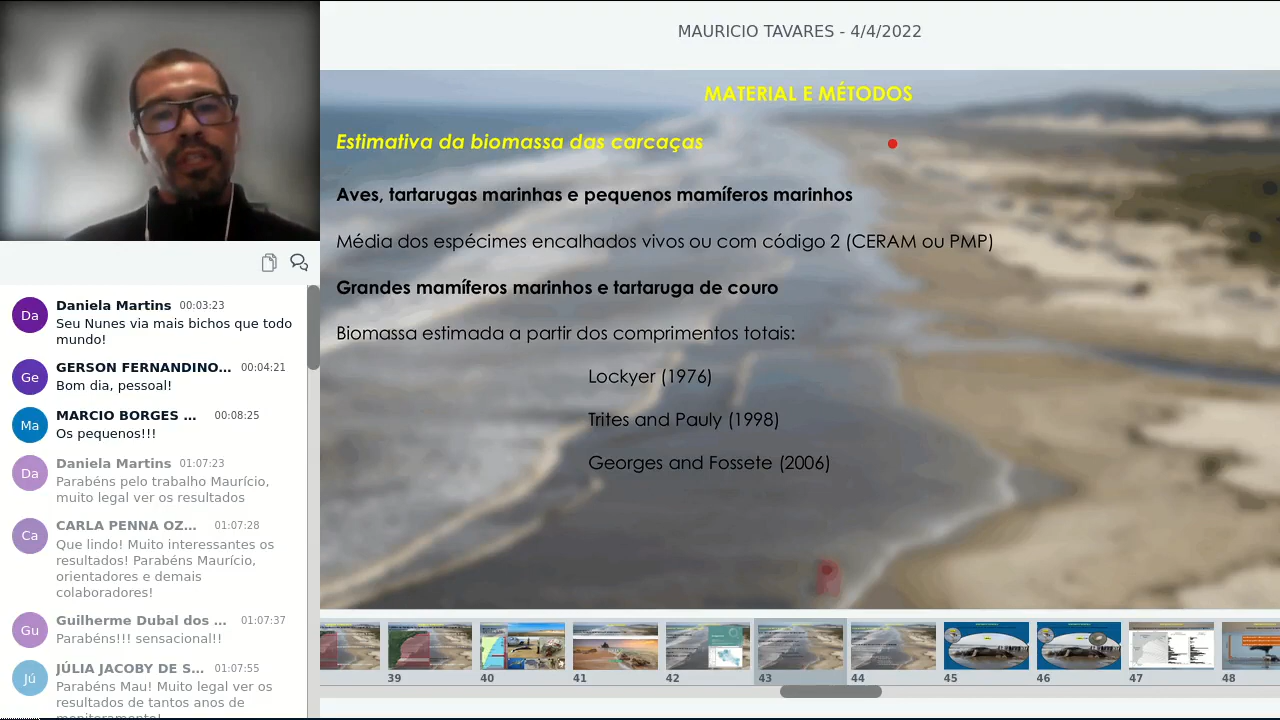 MAURICIO TAVARES - 4/4/2022
MATERIAL E MÉTODOS
Estimativa da biomassa das carcaças
Aves, tartarugas marinhas e pequenos mamíferos marinhos
Média dos espécimes encalhados vivos ou com código 2 (CERAM ou PMP)
Grandes mamíferos marinhos e tartaruga de couro
Biomassa estimada a partir dos comprimentos totais:
Lockyer (1976)
Trites and Pauly (1998)
Georges and Fossete (2006)
Da
Daniela Martins 00:03:23
Seu Nunes via mais bichos que todo
mundo!
Ge
GERSON FERNANDINO... 00:04:21
Bom dia, pessoal!
Ma
MARCIO BORGES ... 00:08:25
Os pequenos!!!
Da
Daniela Martins 01:07:23
Parabéns pelo trabalho Maurício,
muito legal ver os resultados
Ca
CARLA PENNA OZ... 01:07:28
Que lindo! Muito interessantes os
resultados! Parabéns Maurício,
orientadores e demais
colaboradores!
Gu
Guilherme Dubal dos ... 01:07:37
Parabéns!!! sensacional!!
Jú
JÚLIA JACOBY DE S... 01:07:55
Parabéns Mau! Muito legal ver os
resultados de tantos anos de
monitoramento!
39 40 41 42 43 44 45 46 47 48